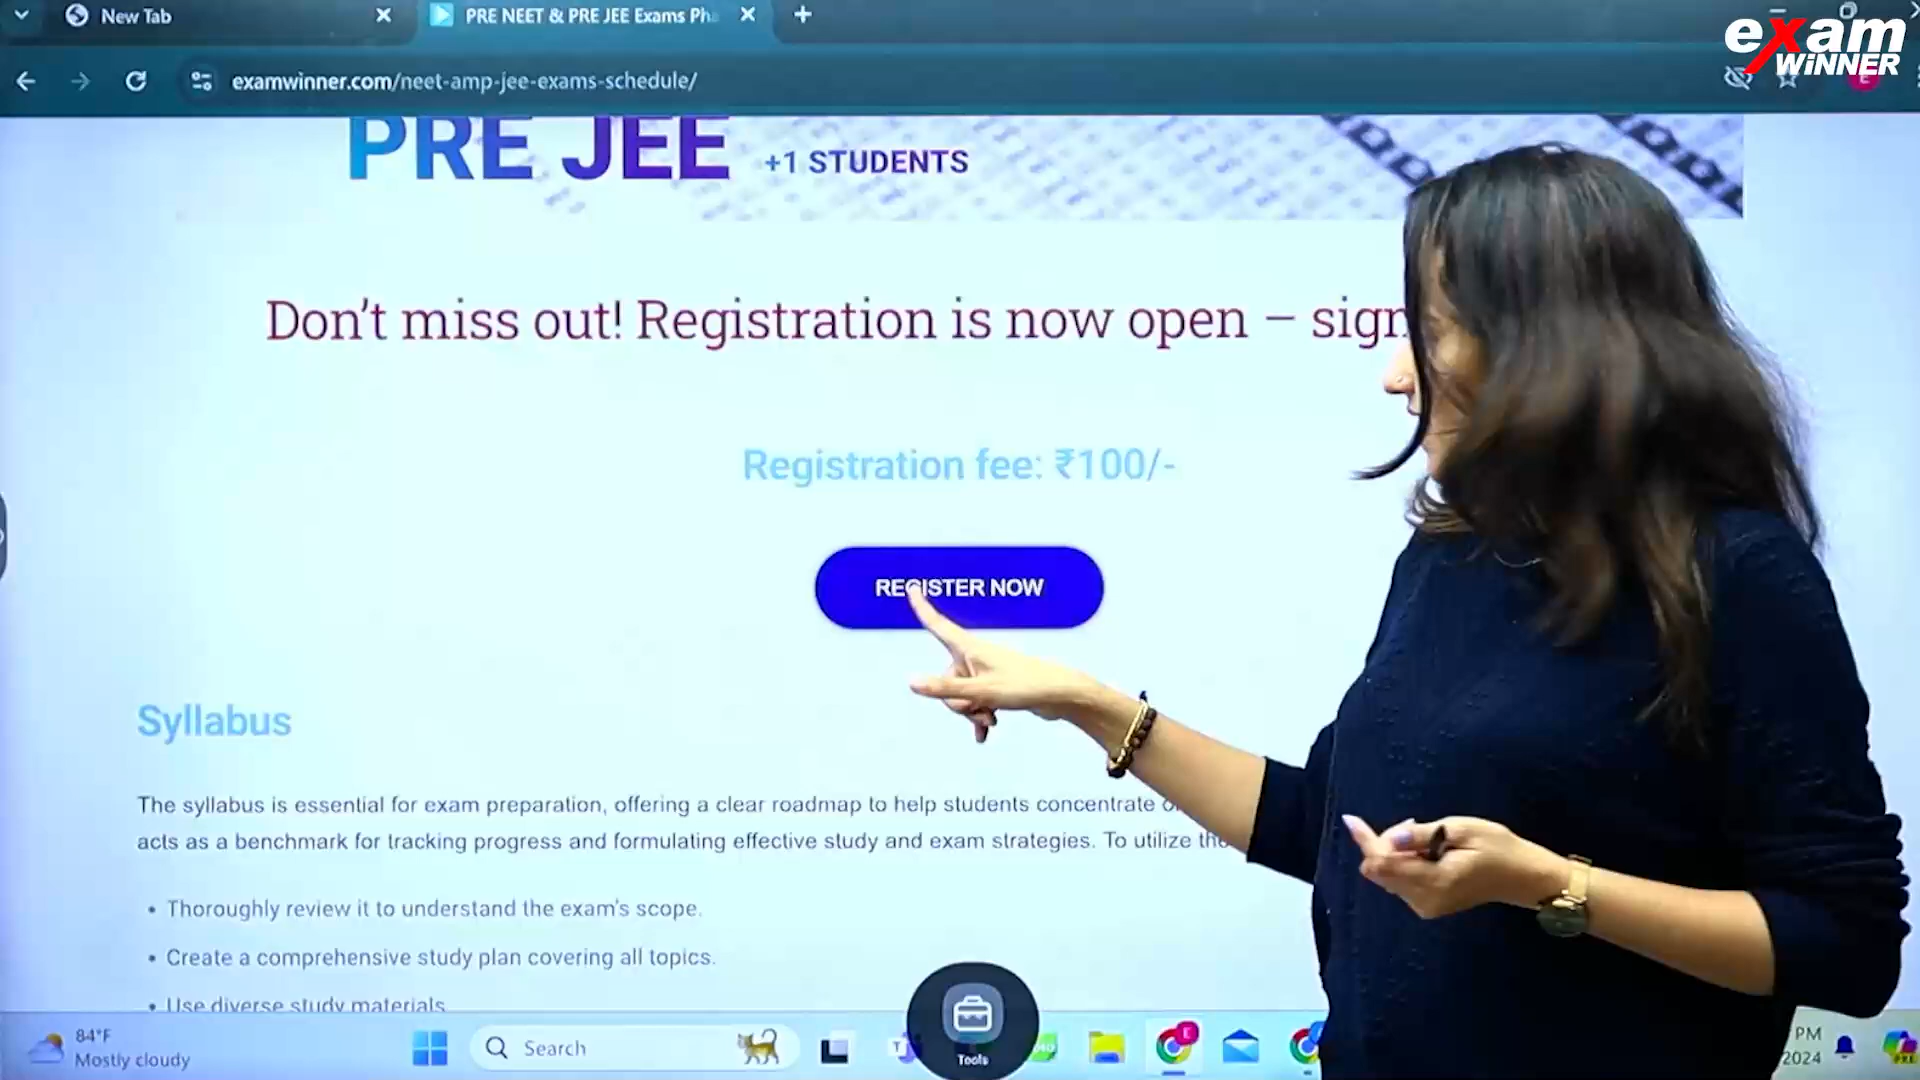 New Tab
PRE NEET & PRE JEE Exams Ph
exam
WINNER
examwinner.com/neet-amp-jee-exams-schedule/
PRE JEE +1 STUDENTS
Don't miss out! Registration is now open – sign
Registration fee: ₹100/-
REGISTER NOW
Syllabus
The syllabus is essential for exam preparation, offering a clear roadmap to help students concentrate
acts as a benchmark for tracking progress and formulating effective study and exam strategies. To utilize
• Thoroughly review it to understand the exam's scope.
• Create a comprehensive study plan covering all topics.
• Use diverse study materials
84°F
Mostly cloudy
Search
Tools
PM
2024